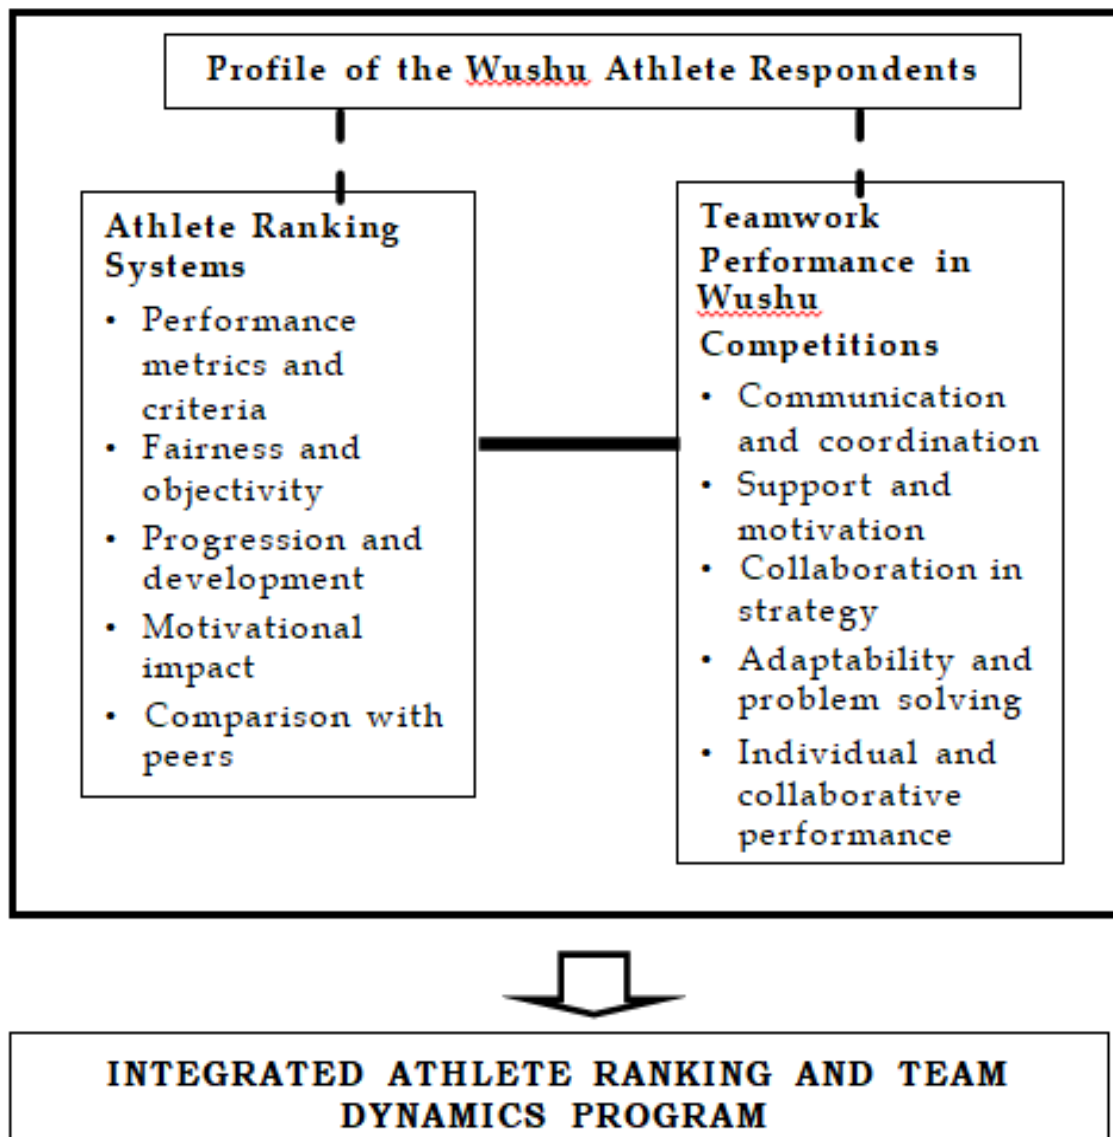 Profile of the Wushu Athlete Respondents
Athlete Ranking
Systems
• Performance
metrics and
criteria
• Fairness and
objectivity
• Progression and
development
• Motivational
impact
• Comparison with
peers
Teamwork
Performance in
Wushu
Competitions
• Communication
and coordination
• Support and
motivation
• Collaboration in
strategy
• Adaptability and
problem solving
• Individual and
collaborative
performance
INTEGRATED ATHLETE RANKING AND TEAM
DYNAMICS PROGRAM